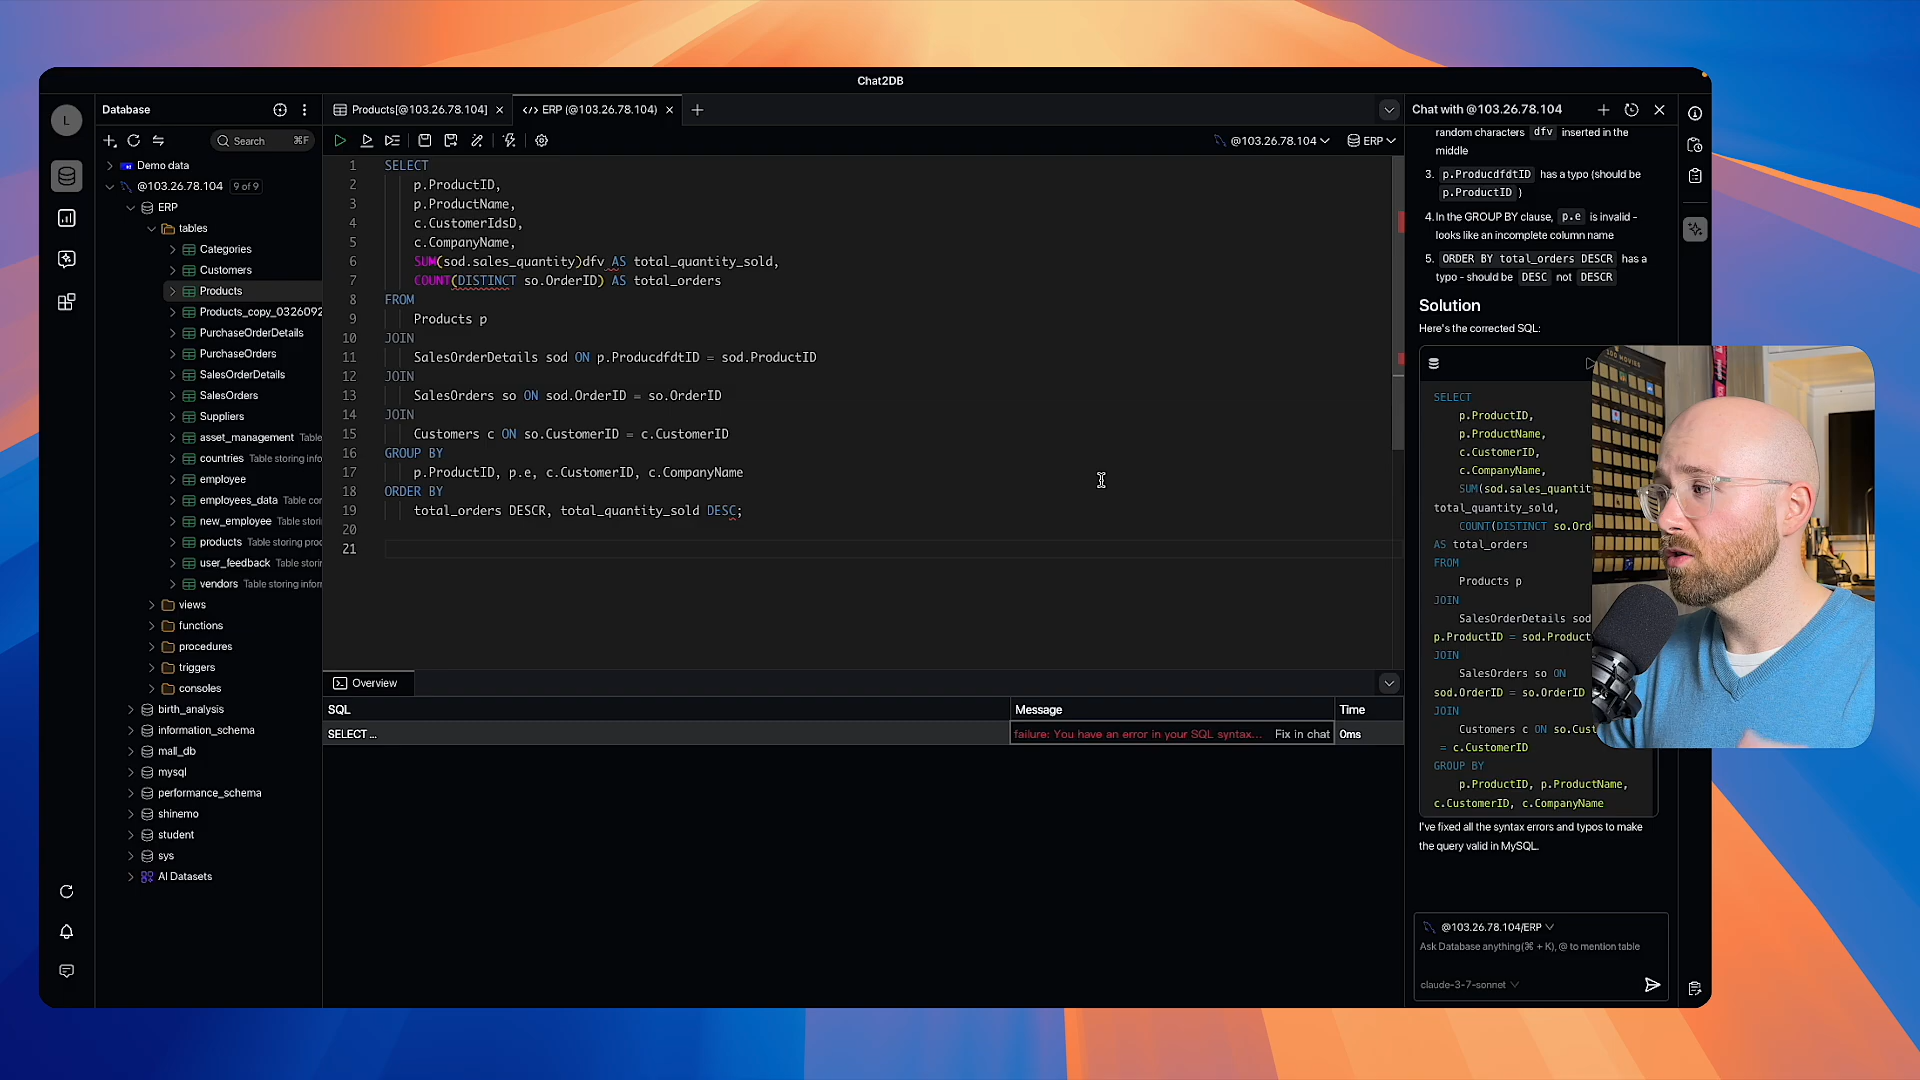 Chat2DB
L
Database
Search ⌘F
Demo data
@103.26.78.104 9 of 9
ERP
tables
Categories
Customers
Products
Products_copy_0326092
PurchaseOrderDetails
PurchaseOrders
SalesOrderDetails
SalesOrders
Suppliers
asset_management Table
countries Table storing info
employee
employees_data Table con
new_employee Table storing
products Table storing proc
user_feedback Table stori
vendors Table storing inforr
views
functions
procedures
triggers
consoles
birth_analysis
information_schema
mall_db
mysql
performance_schema
shinemo
student
sys
AI Datasets
Products[@103.26.78.104]
ERP (@103.26.78.104)
@103.26.78.104
ERP
1 SELECT
2 p.ProductID,
3 p.ProductName,
4 c.CustomerIdsD,
5 c.CompanyName,
6 SUM(sod.sales_quantity)dfv AS total_quantity_sold,
7 COUNT(DISTINCT so.OrderID) AS total_orders
8 FROM
9 Products p
10 JOIN
11 SalesOrderDetails sod ON p.ProducdfdtID = sod.ProductID
12 JOIN
13 SalesOrders so ON sod.OrderID = so.OrderID
14 JOIN
15 Customers c ON so.CustomerID = c.CustomerID
16 GROUP BY
17 p.ProductID, p.e, c.CustomerID, c.CompanyName
18 ORDER BY
19 total_orders DESCR, total_quantity_sold DESC;
20
21
Overview
SQL Message Time
SELECT ... failure: You have an error in your SQL syntax... Fix in chat 0ms
Chat with @103.26.78.104
random characters dfv inserted in the
middle
3. p.ProducdfdtID has a typo (should be
p.ProductID )
4. In the GROUP BY clause, p.e is invalid -
looks like an incomplete column name
5. ORDER BY total_orders DESCR has a
typo - should be DESC not DESCR
Solution
Here's the corrected SQL:
SELECT
p.ProductID,
p.ProductName,
c.CustomerID,
c.CompanyName,
SUM(sod.sales_quantit
total_quantity_sold,
COUNT(DISTINCT so.Ord
AS total_orders
FROM
Products p
JOIN
SalesOrderDetails sod
p.ProductID = sod.Product
JOIN
SalesOrders so ON
sod.OrderID = so.OrderID
JOIN
Customers c ON so.Cust
= c.CustomerID
GROUP BY
p.ProductID, p.ProductName,
c.CustomerID, c.CompanyName
I've fixed all the syntax errors and typos to make
the query valid in MySQL.
@103.26.78.104/ERP
Ask Database anything(⌘ + K), @ to mention table
claude-3-7-sonnet
100 MOVIES